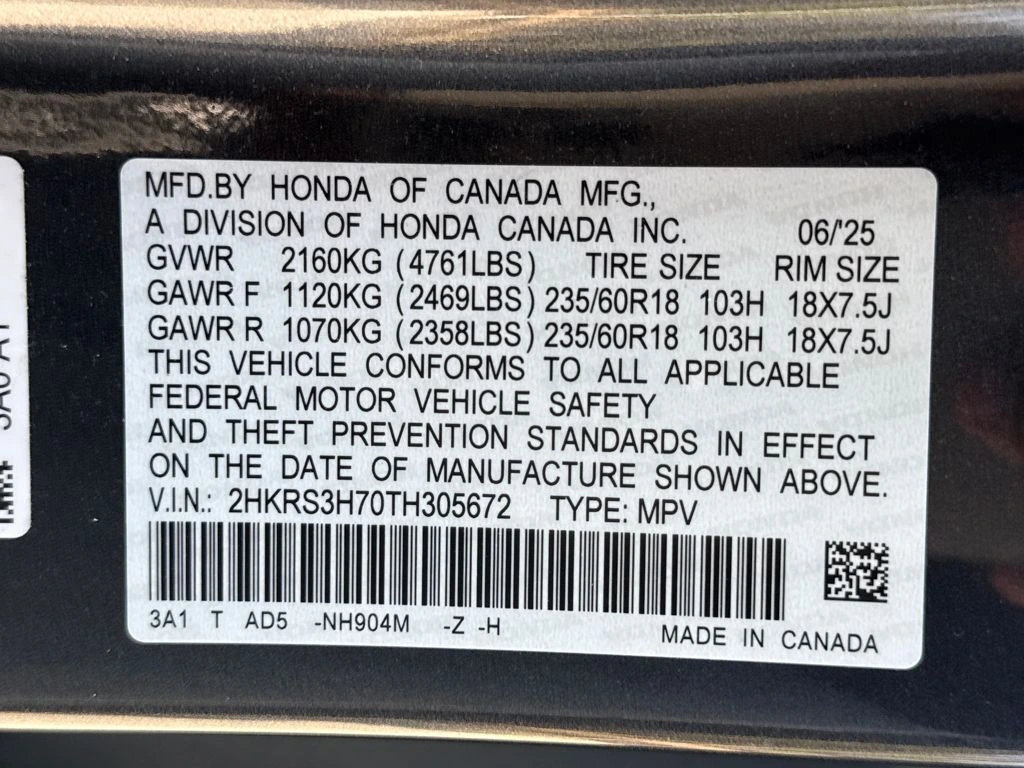 MFD.BY HONDA OF CANADA MFG.,
A DIVISION OF HONDA CANADA INC. 06/'25
GVWR 2160KG (4761LBS) TIRE SIZE RIM SIZE
GAWR F 1120KG (2469LBS) 235/60R18 103H 18X7.5J
GAWR R 1070KG (2358LBS) 235/60R18 103H 18X7.5J
THIS VEHICLE CONFORMS TO ALL APPLICABLE
FEDERAL MOTOR VEHICLE SAFETY
AND THEFT PREVENTION STANDARDS IN EFFECT
ON THE DATE OF MANUFACTURE SHOWN ABOVE.
V.I.N.: 2HKRS3H70TH305672 TYPE: MPV
3A1 T AD5 -NH904M -Z -H
MADE IN CANADA